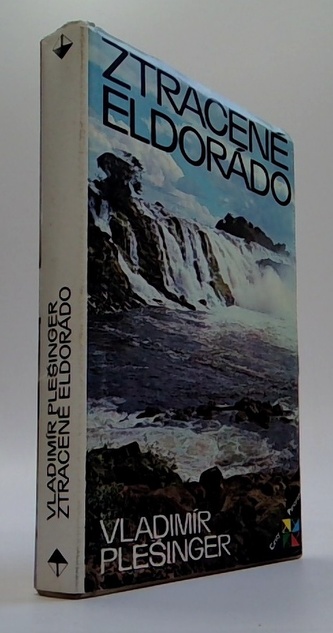 ZTRACENÉ
ELDORÁDO
VLADIMÍR
PLEŠINGER
VLADIMÍR PLEŠINGER
ZTRACENÉ ELDORÁDO